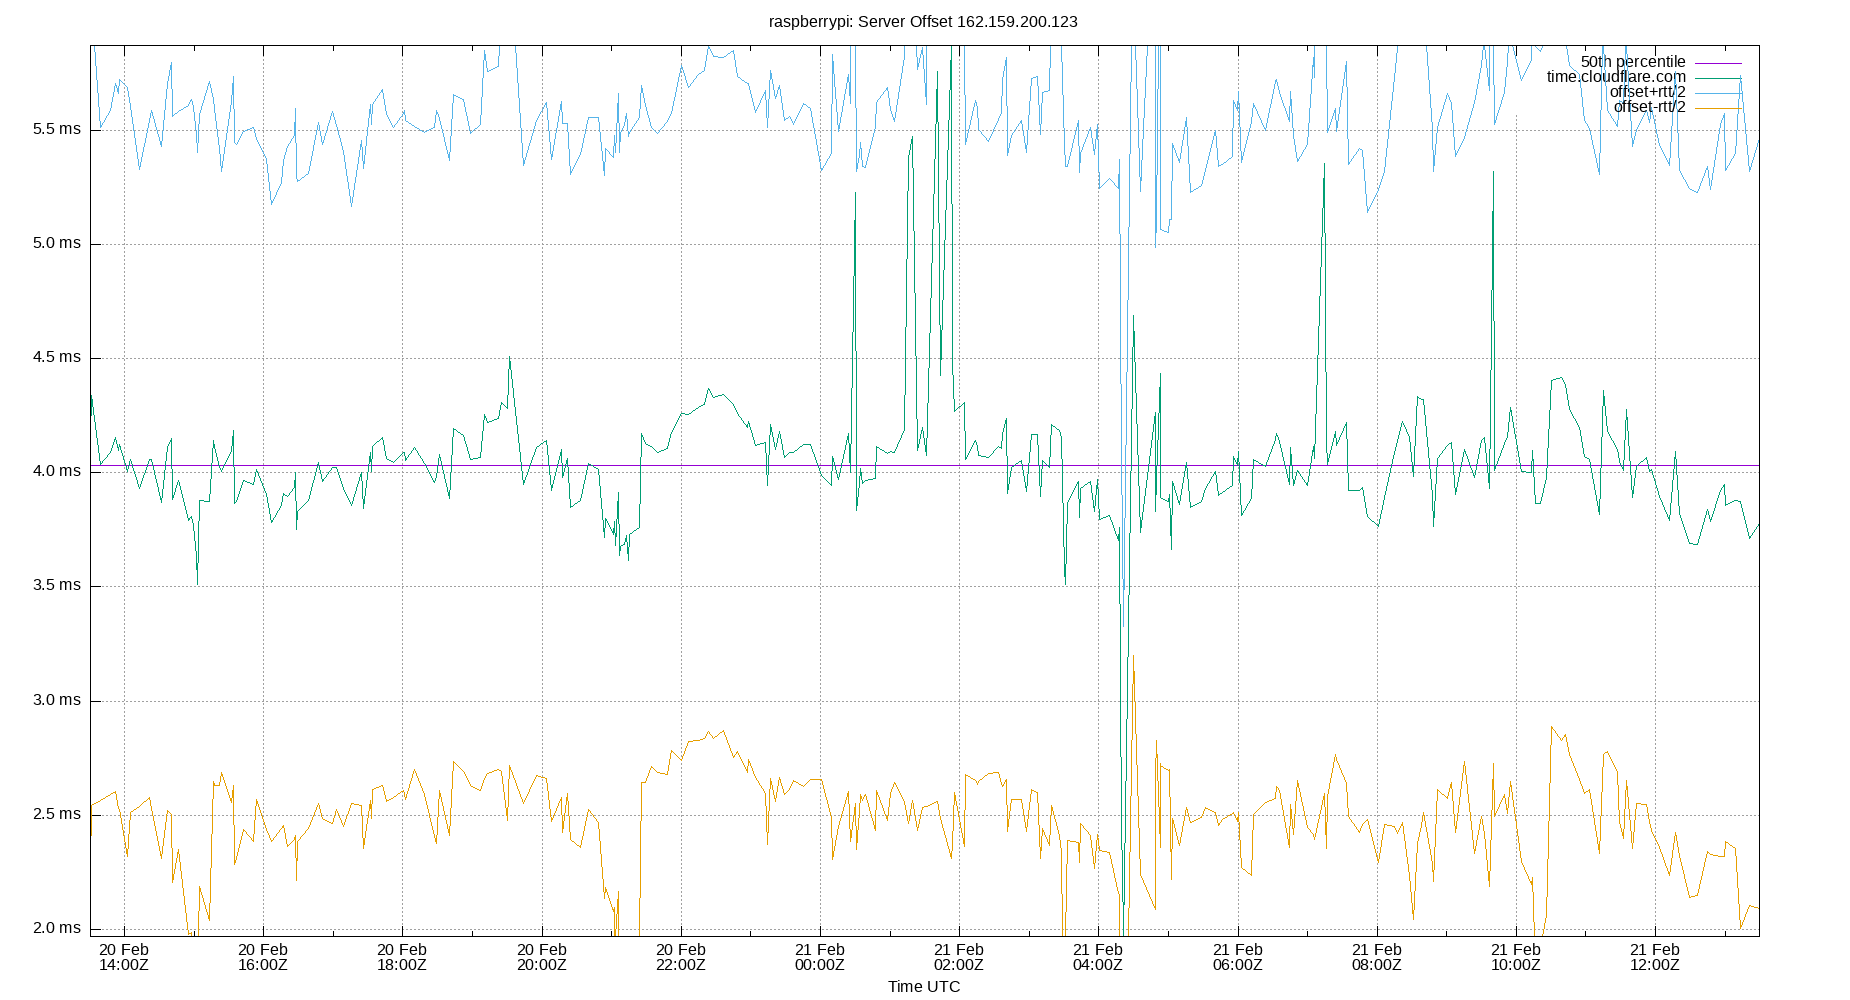 raspberrypi: Server Offset 162.159.200.123
50th percentile
time.cloudflare.com
offset+rtt/2
offset-rtt/2
5.5 ms
5.0 ms
4.5 ms
4.0 ms
3.5 ms
3.0 ms
2.5 ms
2.0 ms
20 Feb 20 Feb 20 Feb 20 Feb 20 Feb 21 Feb 21 Feb 21 Feb 21 Feb 21 Feb 21 Feb 21 Feb
14:00Z 16:00Z 18:00Z 20:00Z 22:00Z 00:00Z 02:00Z 04:00Z 06:00Z 08:00Z 10:00Z 12:00Z
Time UTC